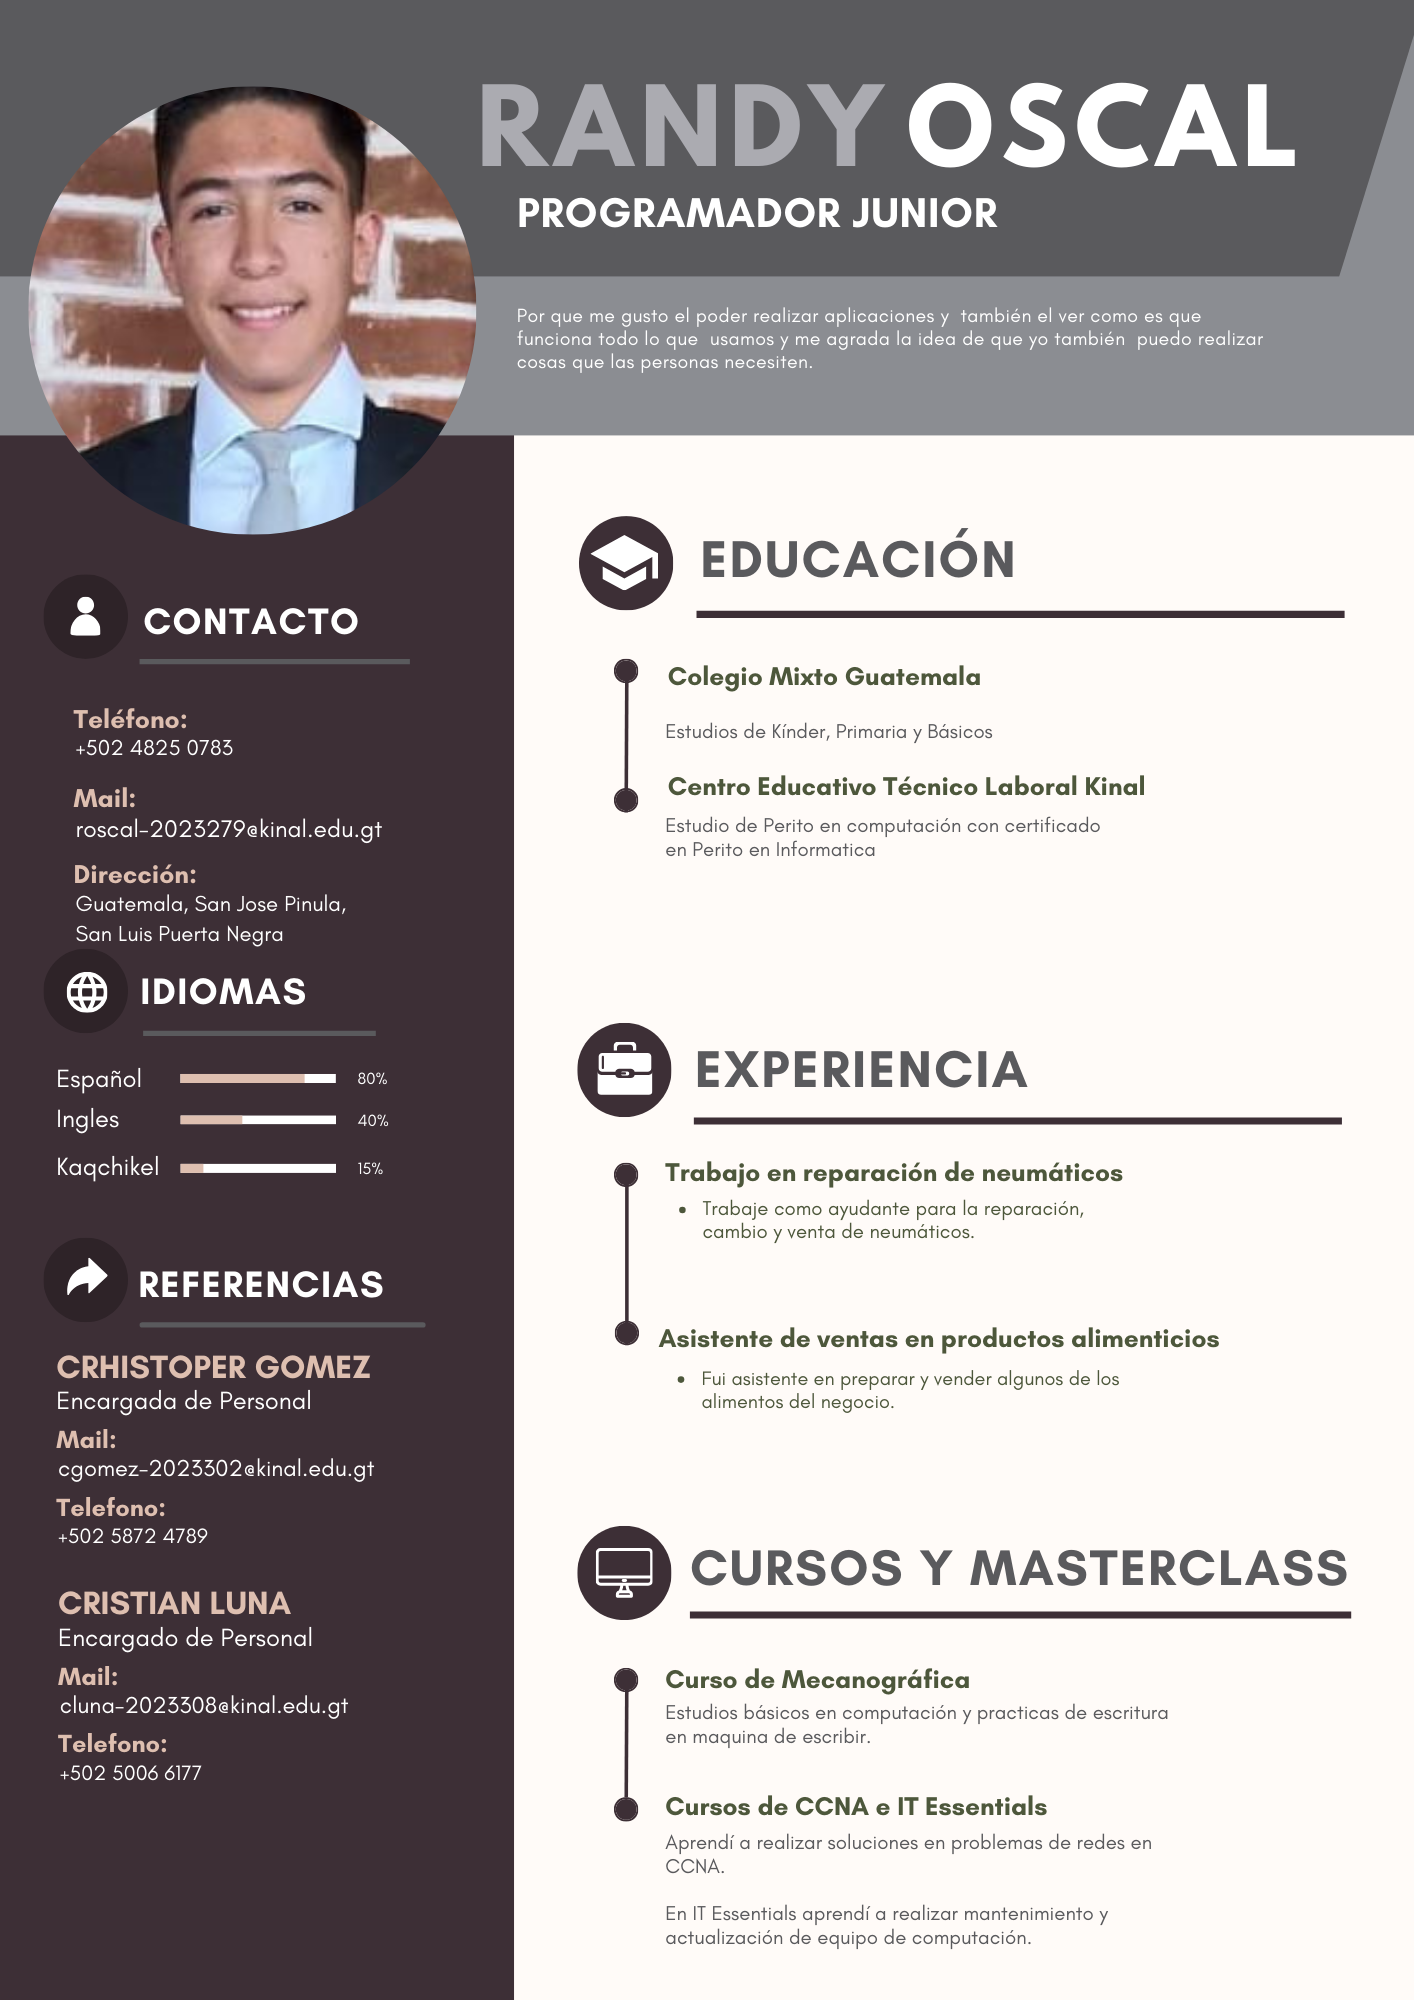 RANDY OSCAL
PROGRAMADOR JUNIOR
Por que me gusto el poder realizar aplicaciones y también el ver como es que
funciona todo lo que usamos y me agrada la idea de que yo también puedo realizar
cosas que las personas necesiten.
CONTACTO
Teléfono:
+502 4825 0783
Mail:
roscal-2023279@kinal.edu.gt
Dirección:
Guatemala, San Jose Pinula,
San Luis Puerta Negra
IDIOMAS
Español 80%
Ingles 40%
Kaqchikel 15%
REFERENCIAS
CRHISTOPER GOMEZ
Encargada de Personal
Mail:
cgomez-2023302@kinal.edu.gt
Telefono:
+502 5872 4789
CRISTIAN LUNA
Encargado de Personal
Mail:
cluna-2023308@kinal.edu.gt
Telefono:
+502 5006 6177
EDUCACIÓN
Colegio Mixto Guatemala
Estudios de Kínder, Primaria y Básicos
Centro Educativo Técnico Laboral Kinal
Estudio de Perito en computación con certificado
en Perito en Informatica
EXPERIENCIA
Trabajo en reparación de neumáticos
• Trabaje como ayudante para la reparación,
cambio y venta de neumáticos.
Asistente de ventas en productos alimenticios
• Fui asistente en preparar y vender algunos de los
alimentos del negocio.
CURSOS Y MASTERCLASS
Curso de Mecanográfica
Estudios básicos en computación y practicas de escritura
en maquina de escribir.
Cursos de CCNA e IT Essentials
Aprendí a realizar soluciones en problemas de redes en
CCNA.
En IT Essentials aprendí a realizar mantenimiento y
actualización de equipo de computación.